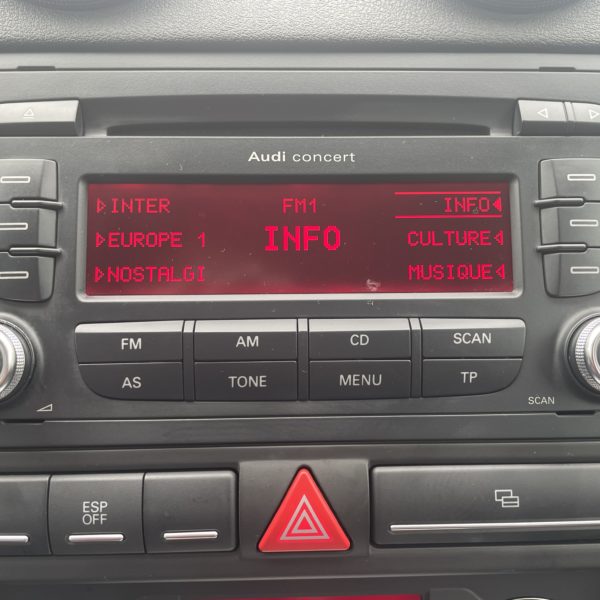 Audi concert
INTER FM1 INFO
EUROPE 1 INFO CULTURE
NOSTALGI MUSIQUE
FM AM CD SCAN
AS TONE MENU TP
SCAN
ESP
OFF